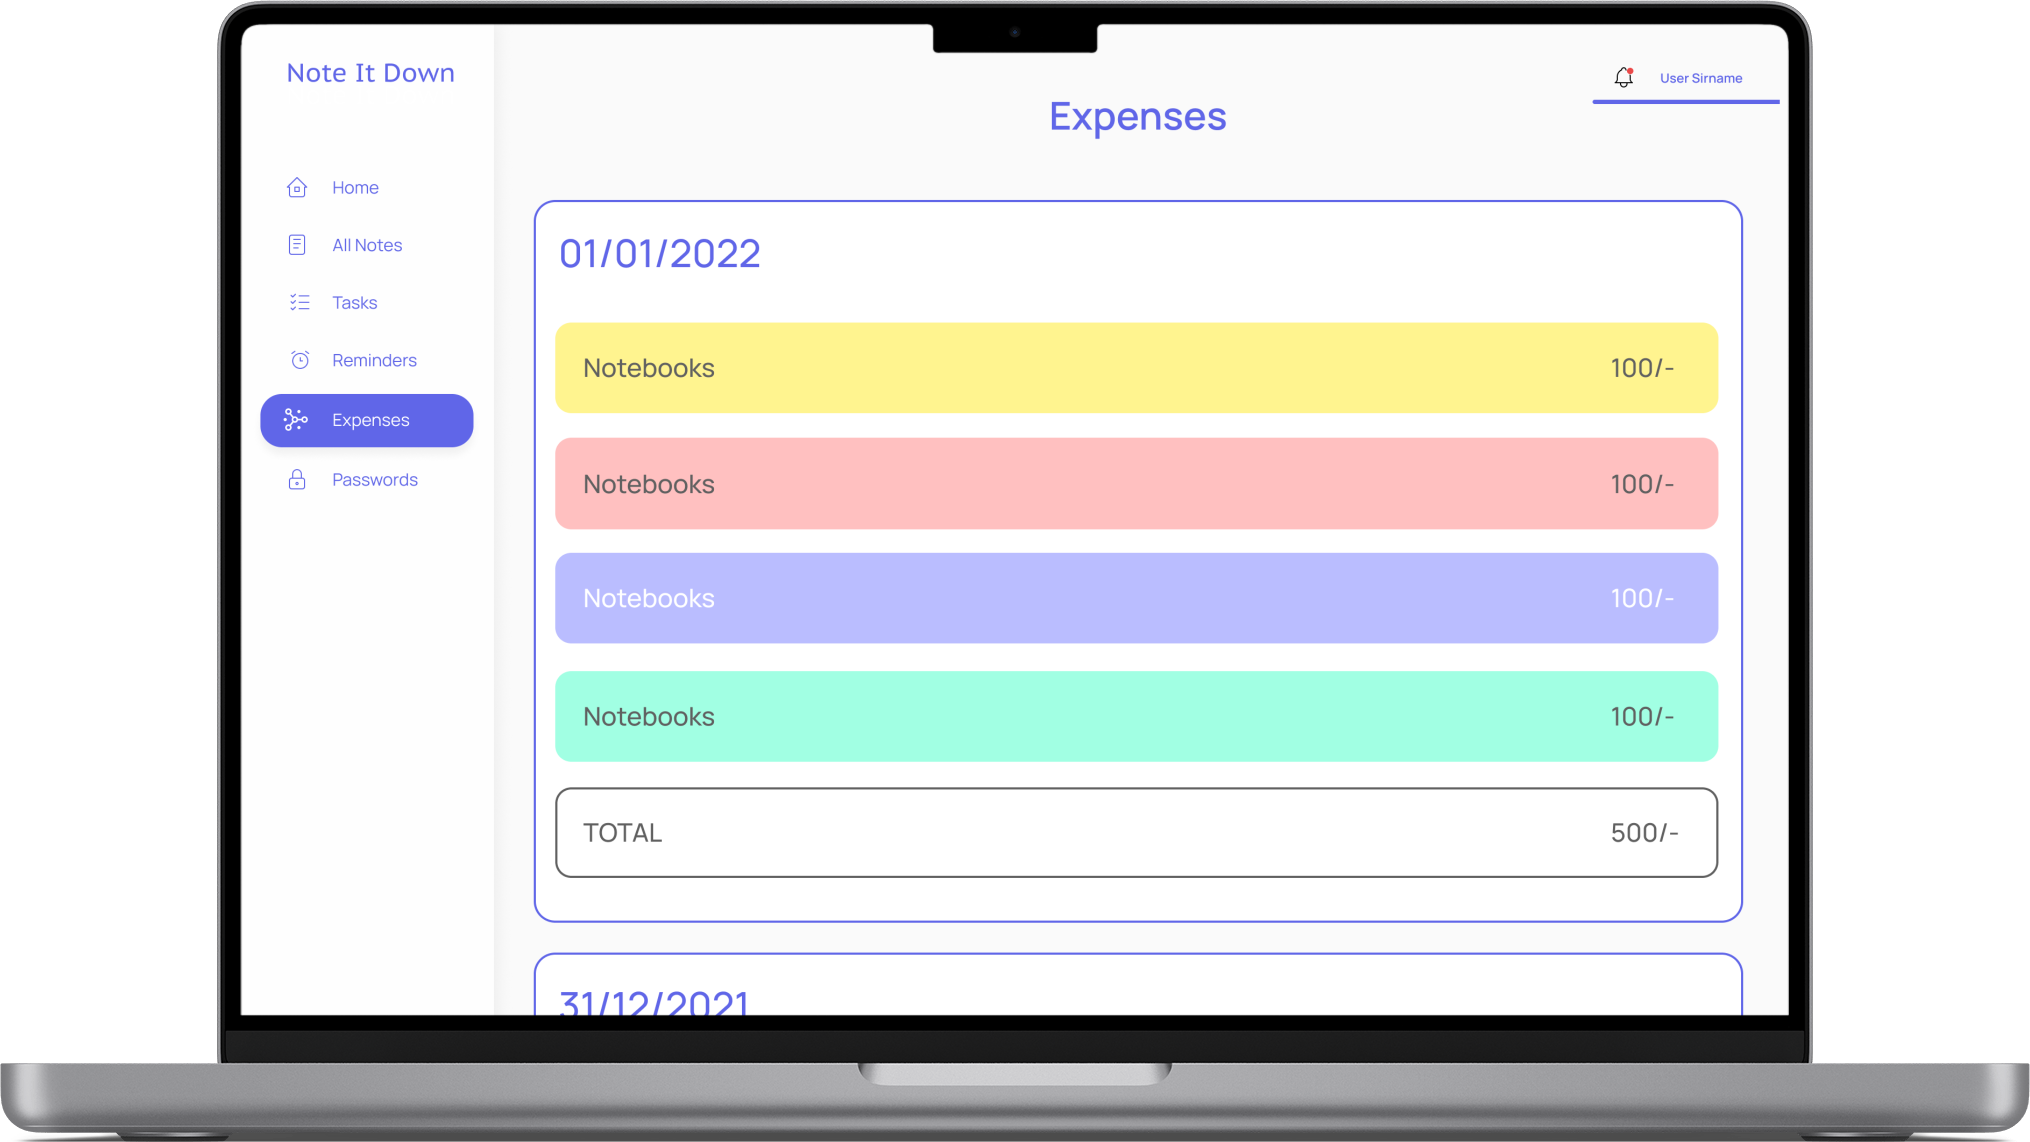 Note It Down
Home
All Notes
Tasks
Reminders
Expenses
Passwords
User Sirname
Expenses
01/01/2022
Notebooks 100/-
Notebooks 100/-
Notebooks 100/-
Notebooks 100/-
TOTAL 500/-
31/12/2021